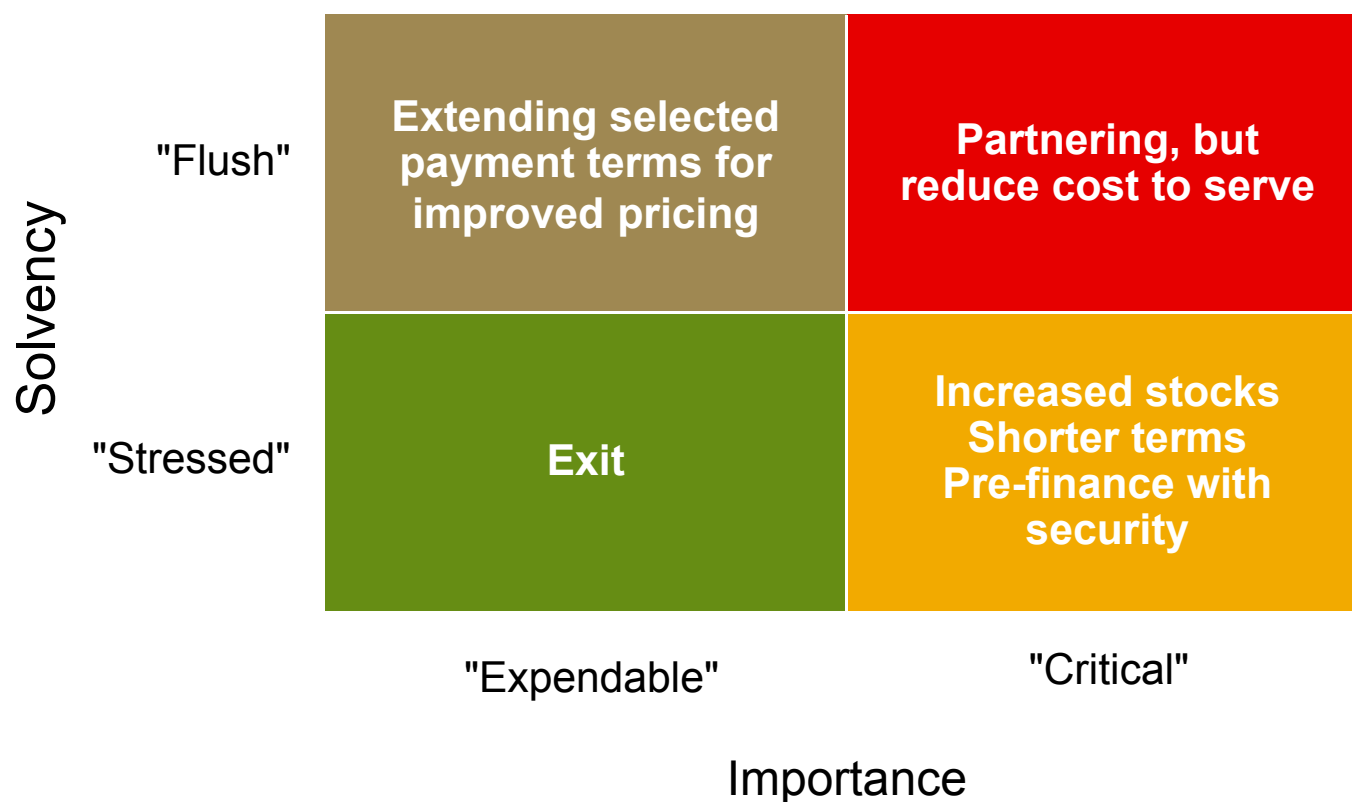 Solvency
"Flush"
Extending selected
payment terms for
improved pricing
Partnering, but
reduce cost to serve
"Stressed"
Exit
Increased stocks
Shorter terms
Pre-finance with
security
"Expendable"
"Critical"
Importance